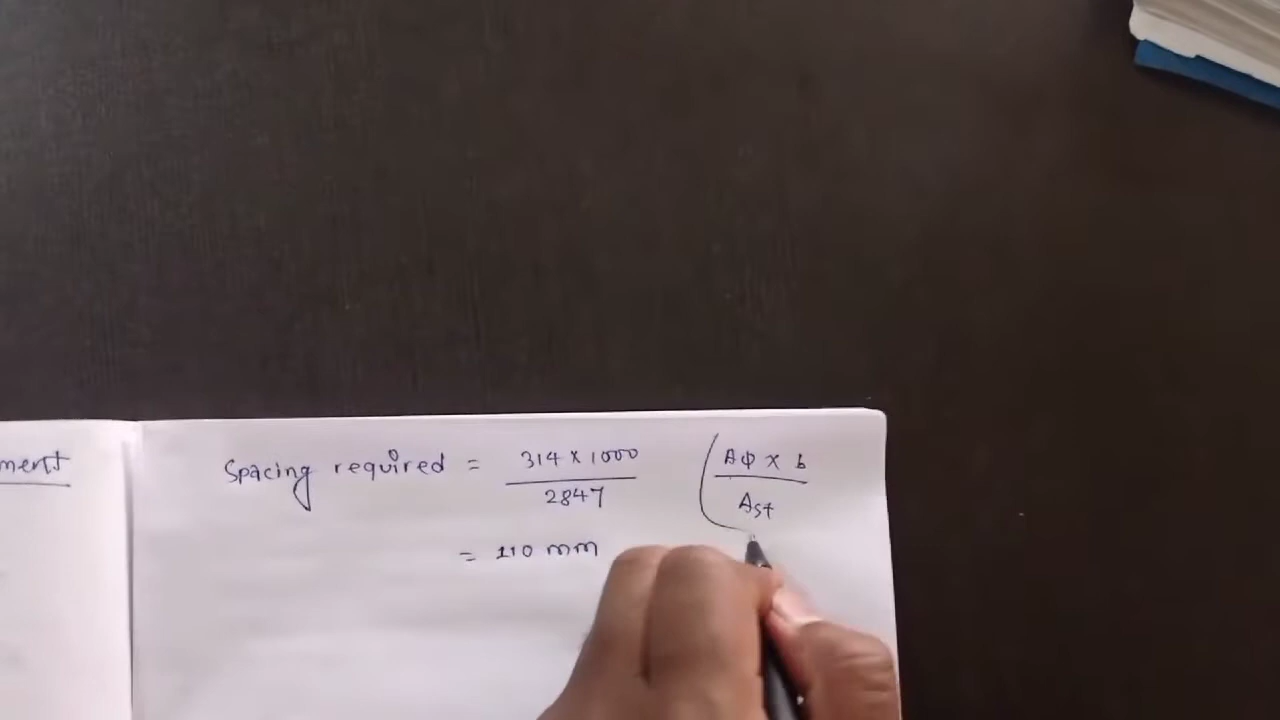 ment
Spacing required = 314 x 1000 / 2847
Aφ x b / Ast
= 110 mm